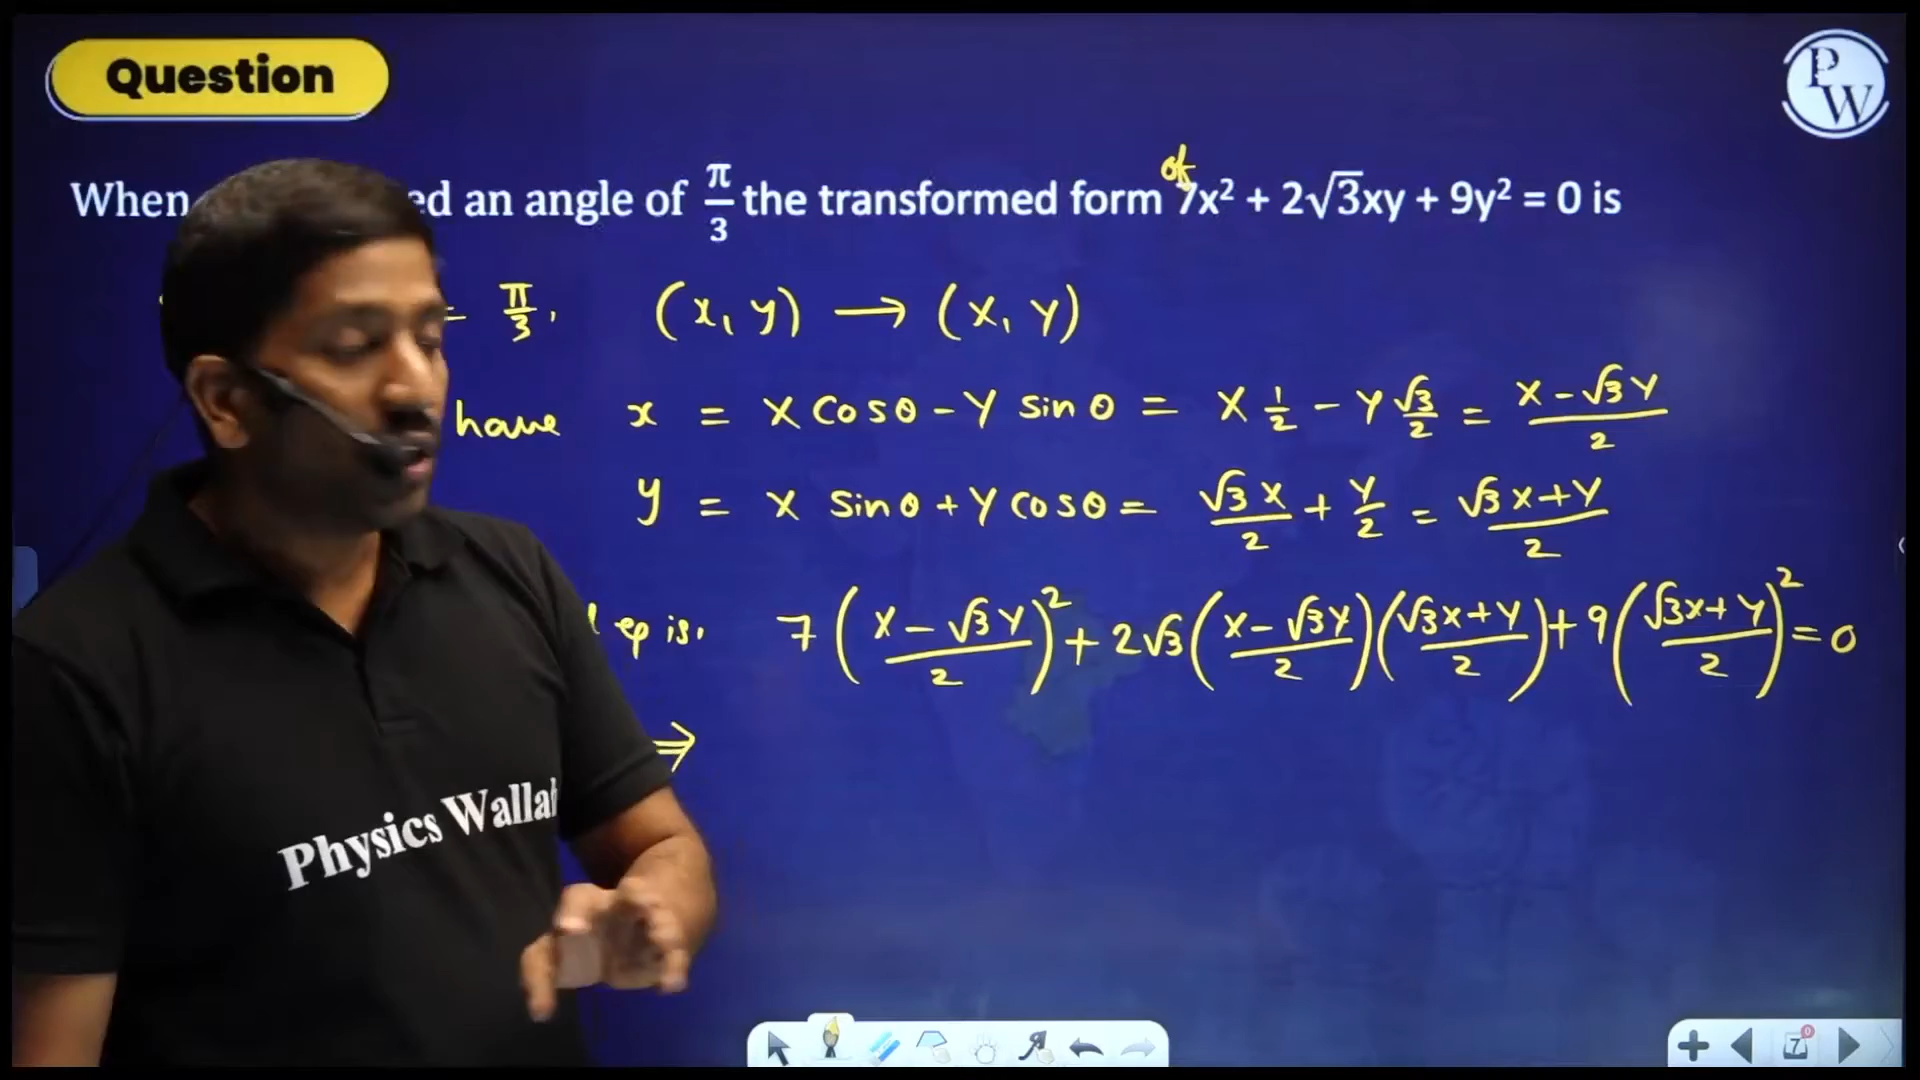 Question
PW
When ed an angle of π/3 the transformed form of 7x² + 2√3xy + 9y² = 0 is
= π/3, (x, y) → (X, Y)
have x = X cosθ - Y sinθ = X 1/2 - Y √3/2 = (X - √3Y)/2
y = X sinθ + Y cosθ = √3X/2 + Y/2 = (√3X + Y)/2
l eq is, 7((X - √3Y)/2)² + 2√3((X - √3Y)/2)((√3X + Y)/2) + 9((√3X + Y)/2)² = 0
⇒
Physics Wallah
7
0